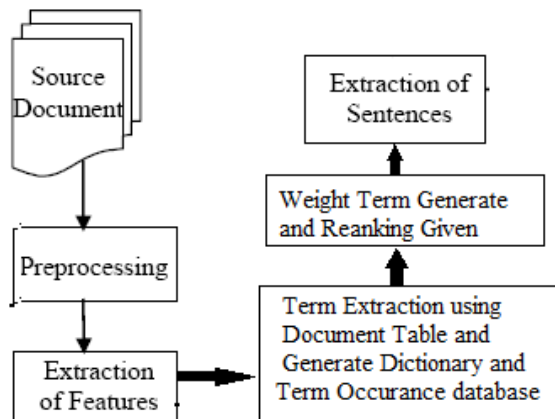 Source
Document
Preprocessing
Extraction
of Features
Term Extraction using
Document Table and
Generate Dictionary and
Term Occurance database
Weight Term Generate
and Reanking Given
Extraction of
Sentences